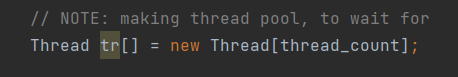 // NOTE: making thread pool, to wait for
Thread tr[] = new Thread[thread_count];